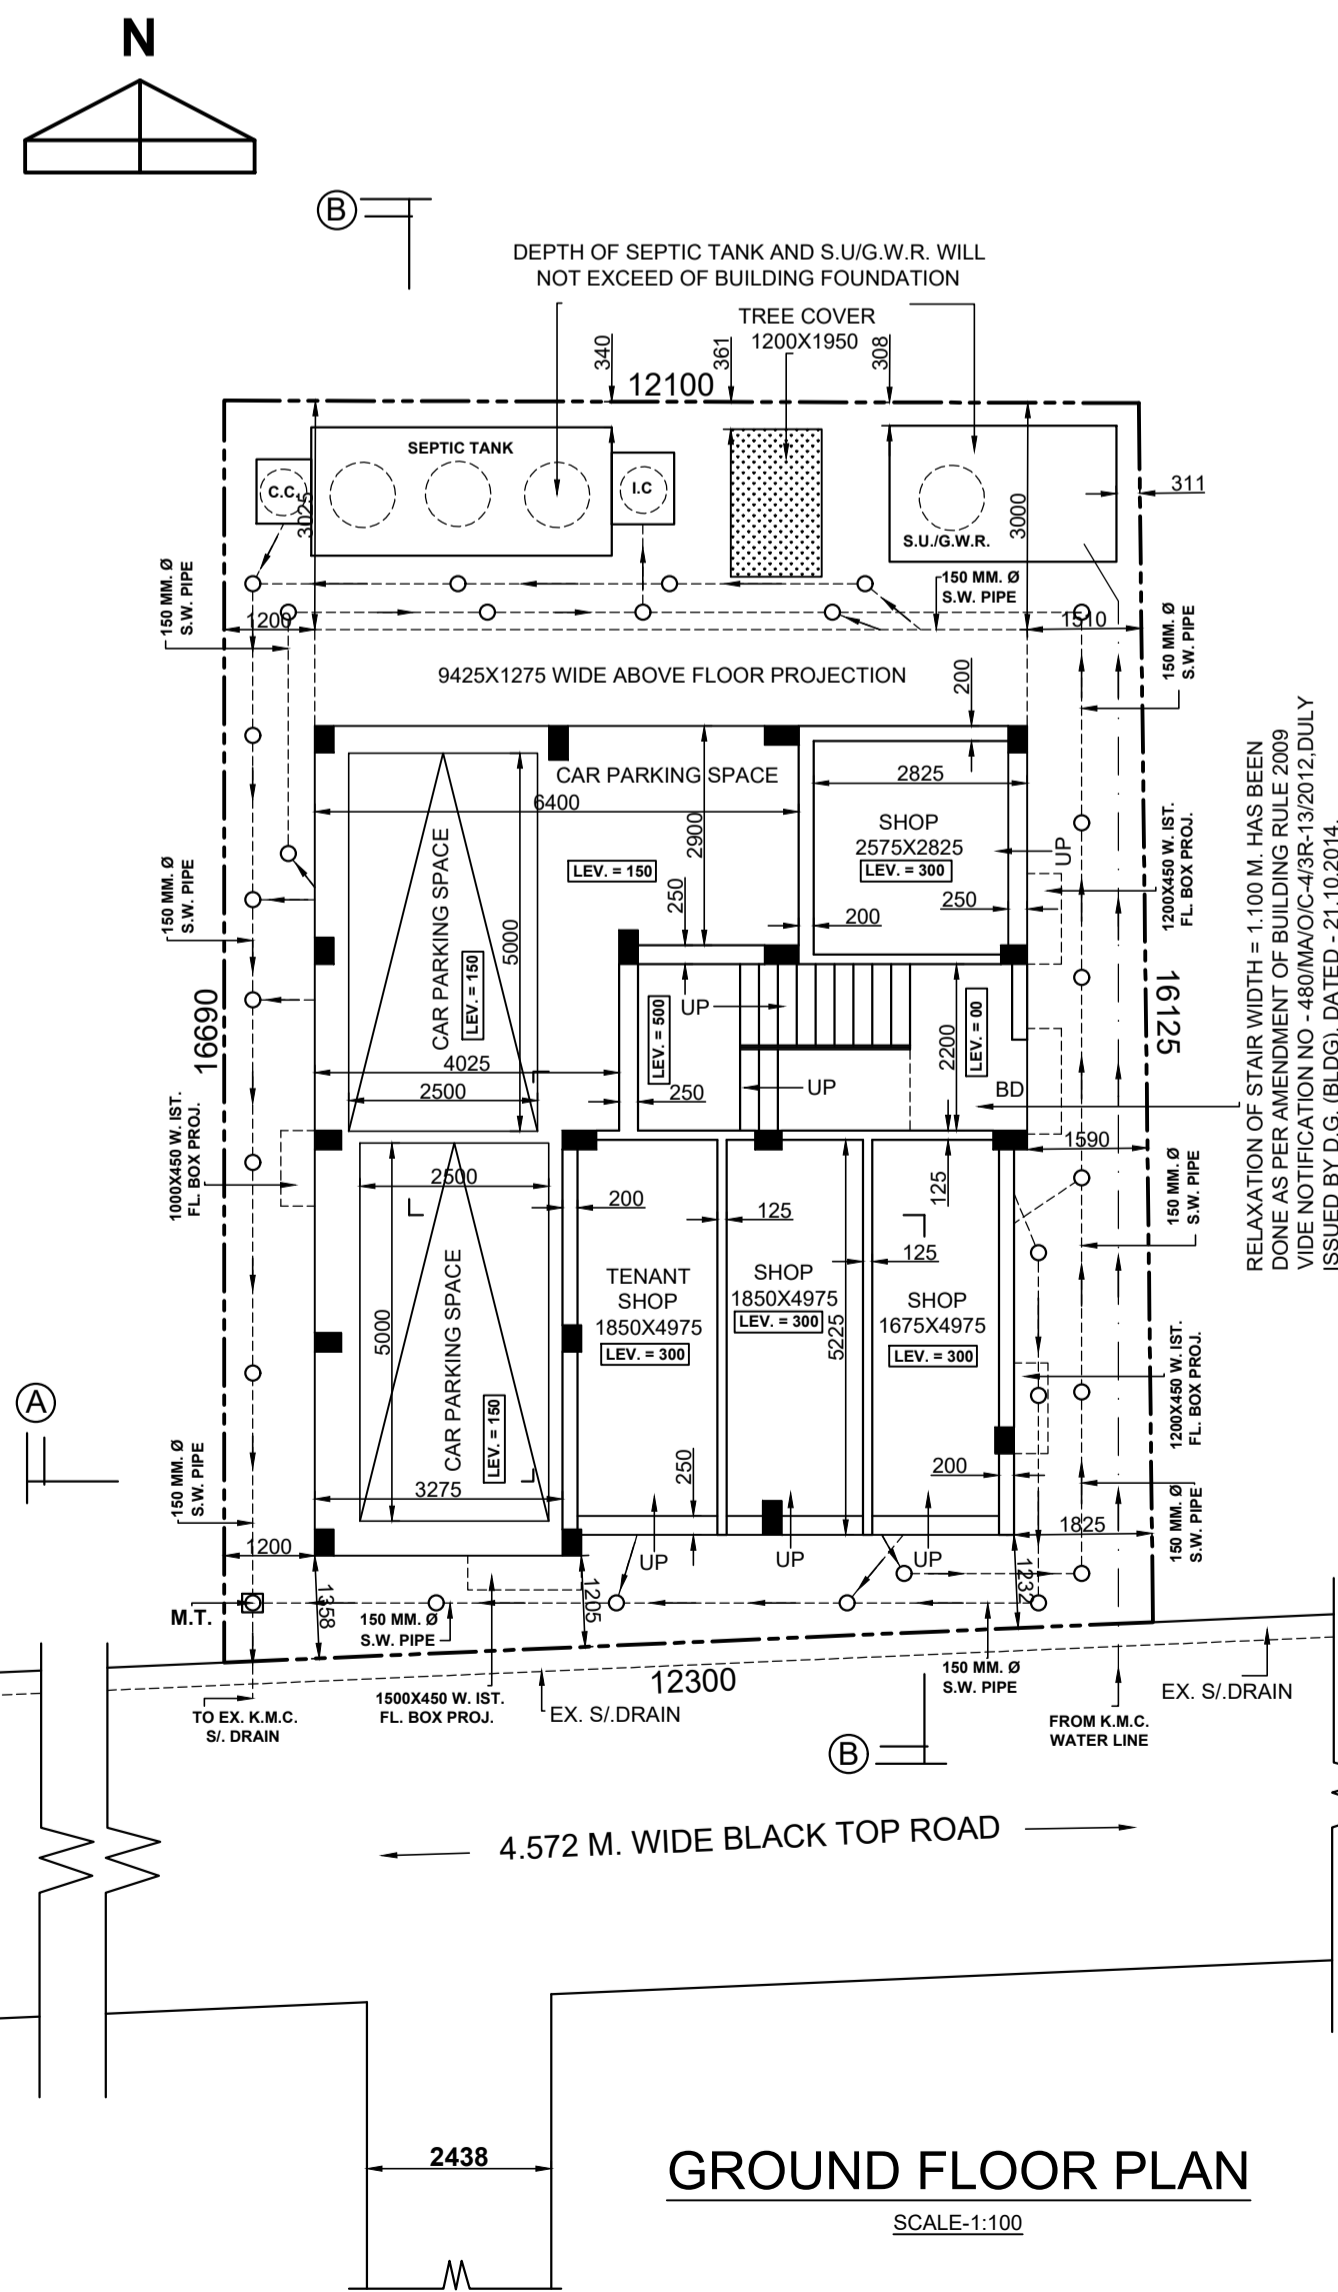 N
B
DEPTH OF SEPTIC TANK AND S.U/G.W.R. WILL
NOT EXCEED OF BUILDING FOUNDATION
TREE COVER
1200X1950
340
361
308
12100
SEPTIC TANK
C.C.
I.C
3025
3000
S.U./G.W.R.
311
150 MM. Ø
S.W. PIPE
150 MM. Ø
S.W. PIPE
150 MM. Ø
S.W. PIPE
1200
1510
9425X1275 WIDE ABOVE FLOOR PROJECTION
200
CAR PARKING SPACE
6400
2825
2900
SHOP
2575X2825
LEV. = 300
UP
LEV. = 150
250
200
250
1200X450 W. IST.
FL. BOX PROJ.
150 MM. Ø
S.W. PIPE
CAR PARKING SPACE
LEV. = 150
5000
16690
16125
RELAXATION OF STAIR WIDTH = 1.100 M. HAS BEEN
DONE AS PER AMENDMENT OF BUILDING RULE 2009
VIDE NOTIFICATION NO - 480/MA/O/C-4/3R-13/2012,DULY
ISSUED BY D.G. (BLDG). DATED - 21.10.2014.
UP
LEV. = 500
2200
LEV. = 00
4025
2500
250
UP
BD
1000X450 W. IST.
FL. BOX PROJ.
1590
2500
200
125
125
125
150 MM. Ø
S.W. PIPE
5000
CAR PARKING SPACE
LEV. = 150
TENANT
SHOP
1850X4975
LEV. = 300
SHOP
1850X4975
LEV. = 300
5225
SHOP
1675X4975
LEV. = 300
1200X450 W. IST.
FL. BOX PROJ.
A
150 MM. Ø
S.W. PIPE
3275
250
200
150 MM. Ø
S.W. PIPE
1200
1825
UP
UP
UP
1358
1205
1232
M.T.
150 MM. Ø
S.W. PIPE
12300
150 MM. Ø
S.W. PIPE
TO EX. K.M.C.
S/. DRAIN
1500X450 W. IST.
FL. BOX PROJ.
EX. S/.DRAIN
FROM K.M.C.
WATER LINE
EX. S/.DRAIN
B
4.572 M. WIDE BLACK TOP ROAD
2438
GROUND FLOOR PLAN
SCALE-1:100